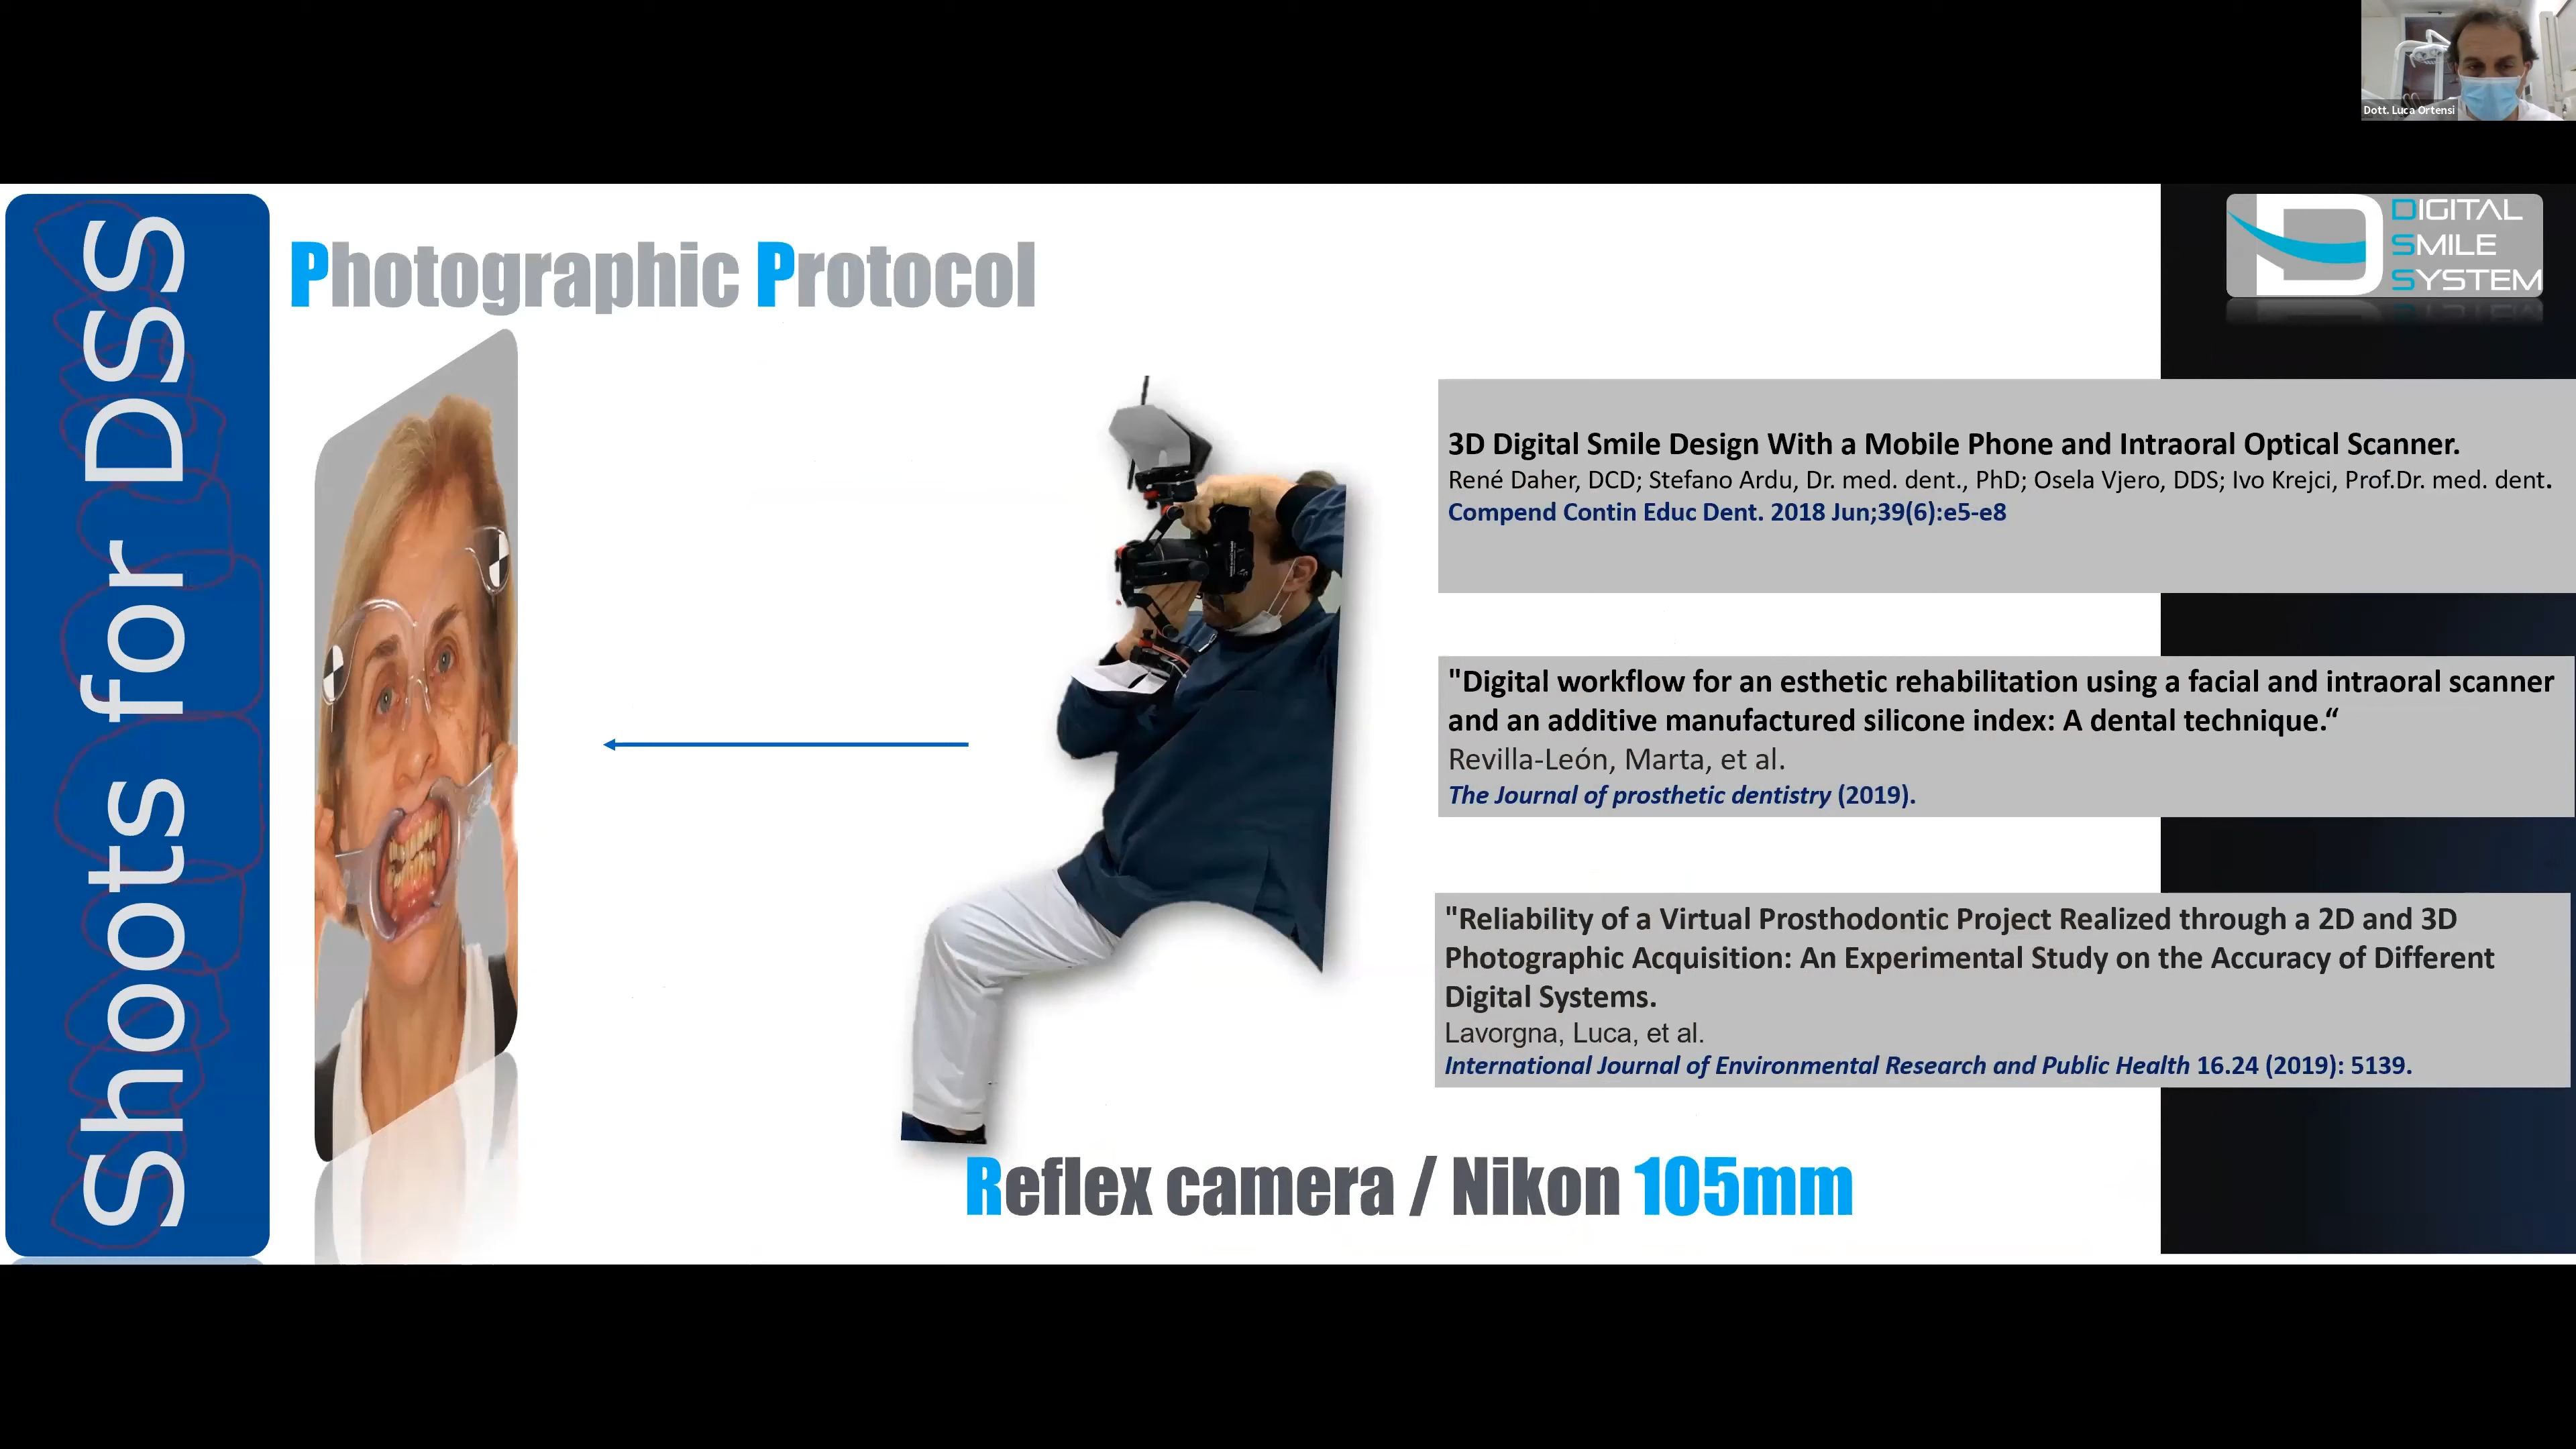 Dott. Luca Ortensi
Shoots for DSS
Photographic Protocol
DIGITAL
SMILE
SYSTEM
3D Digital Smile Design With a Mobile Phone and Intraoral Optical Scanner.
René Daher, DCD; Stefano Ardu, Dr. med. dent., PhD; Osela Vjero, DDS; Ivo Krejci, Prof.Dr. med. dent.
Compend Contin Educ Dent. 2018 Jun;39(6):e5-e8
"Digital workflow for an esthetic rehabilitation using a facial and intraoral scanner
and an additive manufactured silicone index: A dental technique.“
Revilla-León, Marta, et al.
The Journal of prosthetic dentistry (2019).
"Reliability of a Virtual Prosthodontic Project Realized through a 2D and 3D
Photographic Acquisition: An Experimental Study on the Accuracy of Different
Digital Systems.
Lavorgna, Luca, et al.
International Journal of Environmental Research and Public Health 16.24 (2019): 5139.
Reflex camera / Nikon 105mm